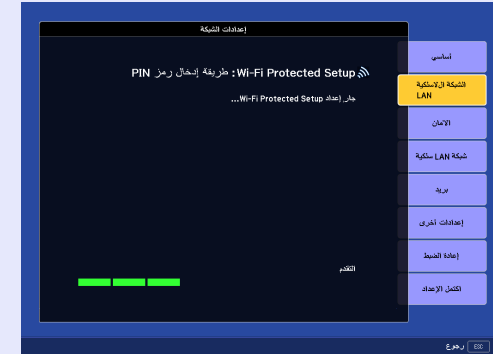 إعدادات الشبكة
Wi-Fi Protected Setup: طريقة إدخال رمز PIN
جار إعداد Wi-Fi Protected Setup...
التقدم
أساسي
الشبكة اللاسلكية
LAN
الأمان
شبكة LAN سلكية
بريد
إعدادات أخرى
إعادة الضبط
اكتمل الإعداد
ESC رجوع